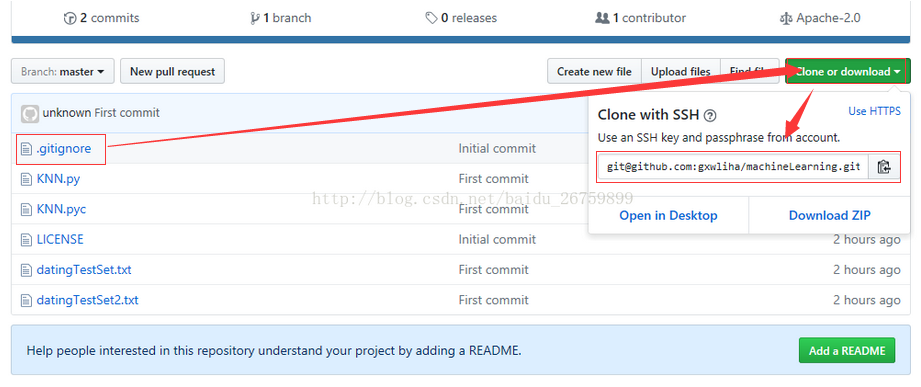 2 commits 1 branch 0 releases 1 contributor Apache-2.0
Branch: master New pull request Create new file Upload files Find file Clone or download
unknown First commit
Clone with SSH Use HTTPS
Use an SSH key and passphrase from account.
git@github.com:gxwliha/machineLearning.git
Open in Desktop Download ZIP
.gitignore Initial commit
KNN.py First commit
KNN.pyc First commit
http://blog.csdn.net/baidu_26759899
LICENSE Initial commit 2 hours ago
datingTestSet.txt First commit 2 hours ago
datingTestSet2.txt First commit 2 hours ago
Help people interested in this repository understand your project by adding a README. Add a README